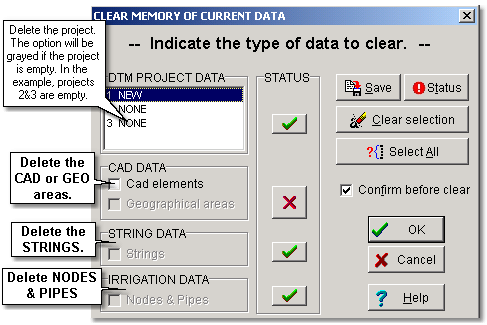 CLEAR MEMORY OF CURRENT DATA
-- Indicate the type of data to clear. --
Delete the project.
The option will be
grayed if the project
is empty. In the
example, projects
2&3 are empty.
DTM PROJECT DATA
1 NEW
NONE
3 NONE
STATUS
Save
Status
Clear selection
Select All
Delete the
CAD or GEO
areas.
CAD DATA
Cad elements
Geographical areas
Confirm before clear
Delete the
STRINGS.
STRING DATA
Strings
OK
Cancel
Delete NODES
& PIPES
IRRIGATION DATA
Nodes & Pipes
Help